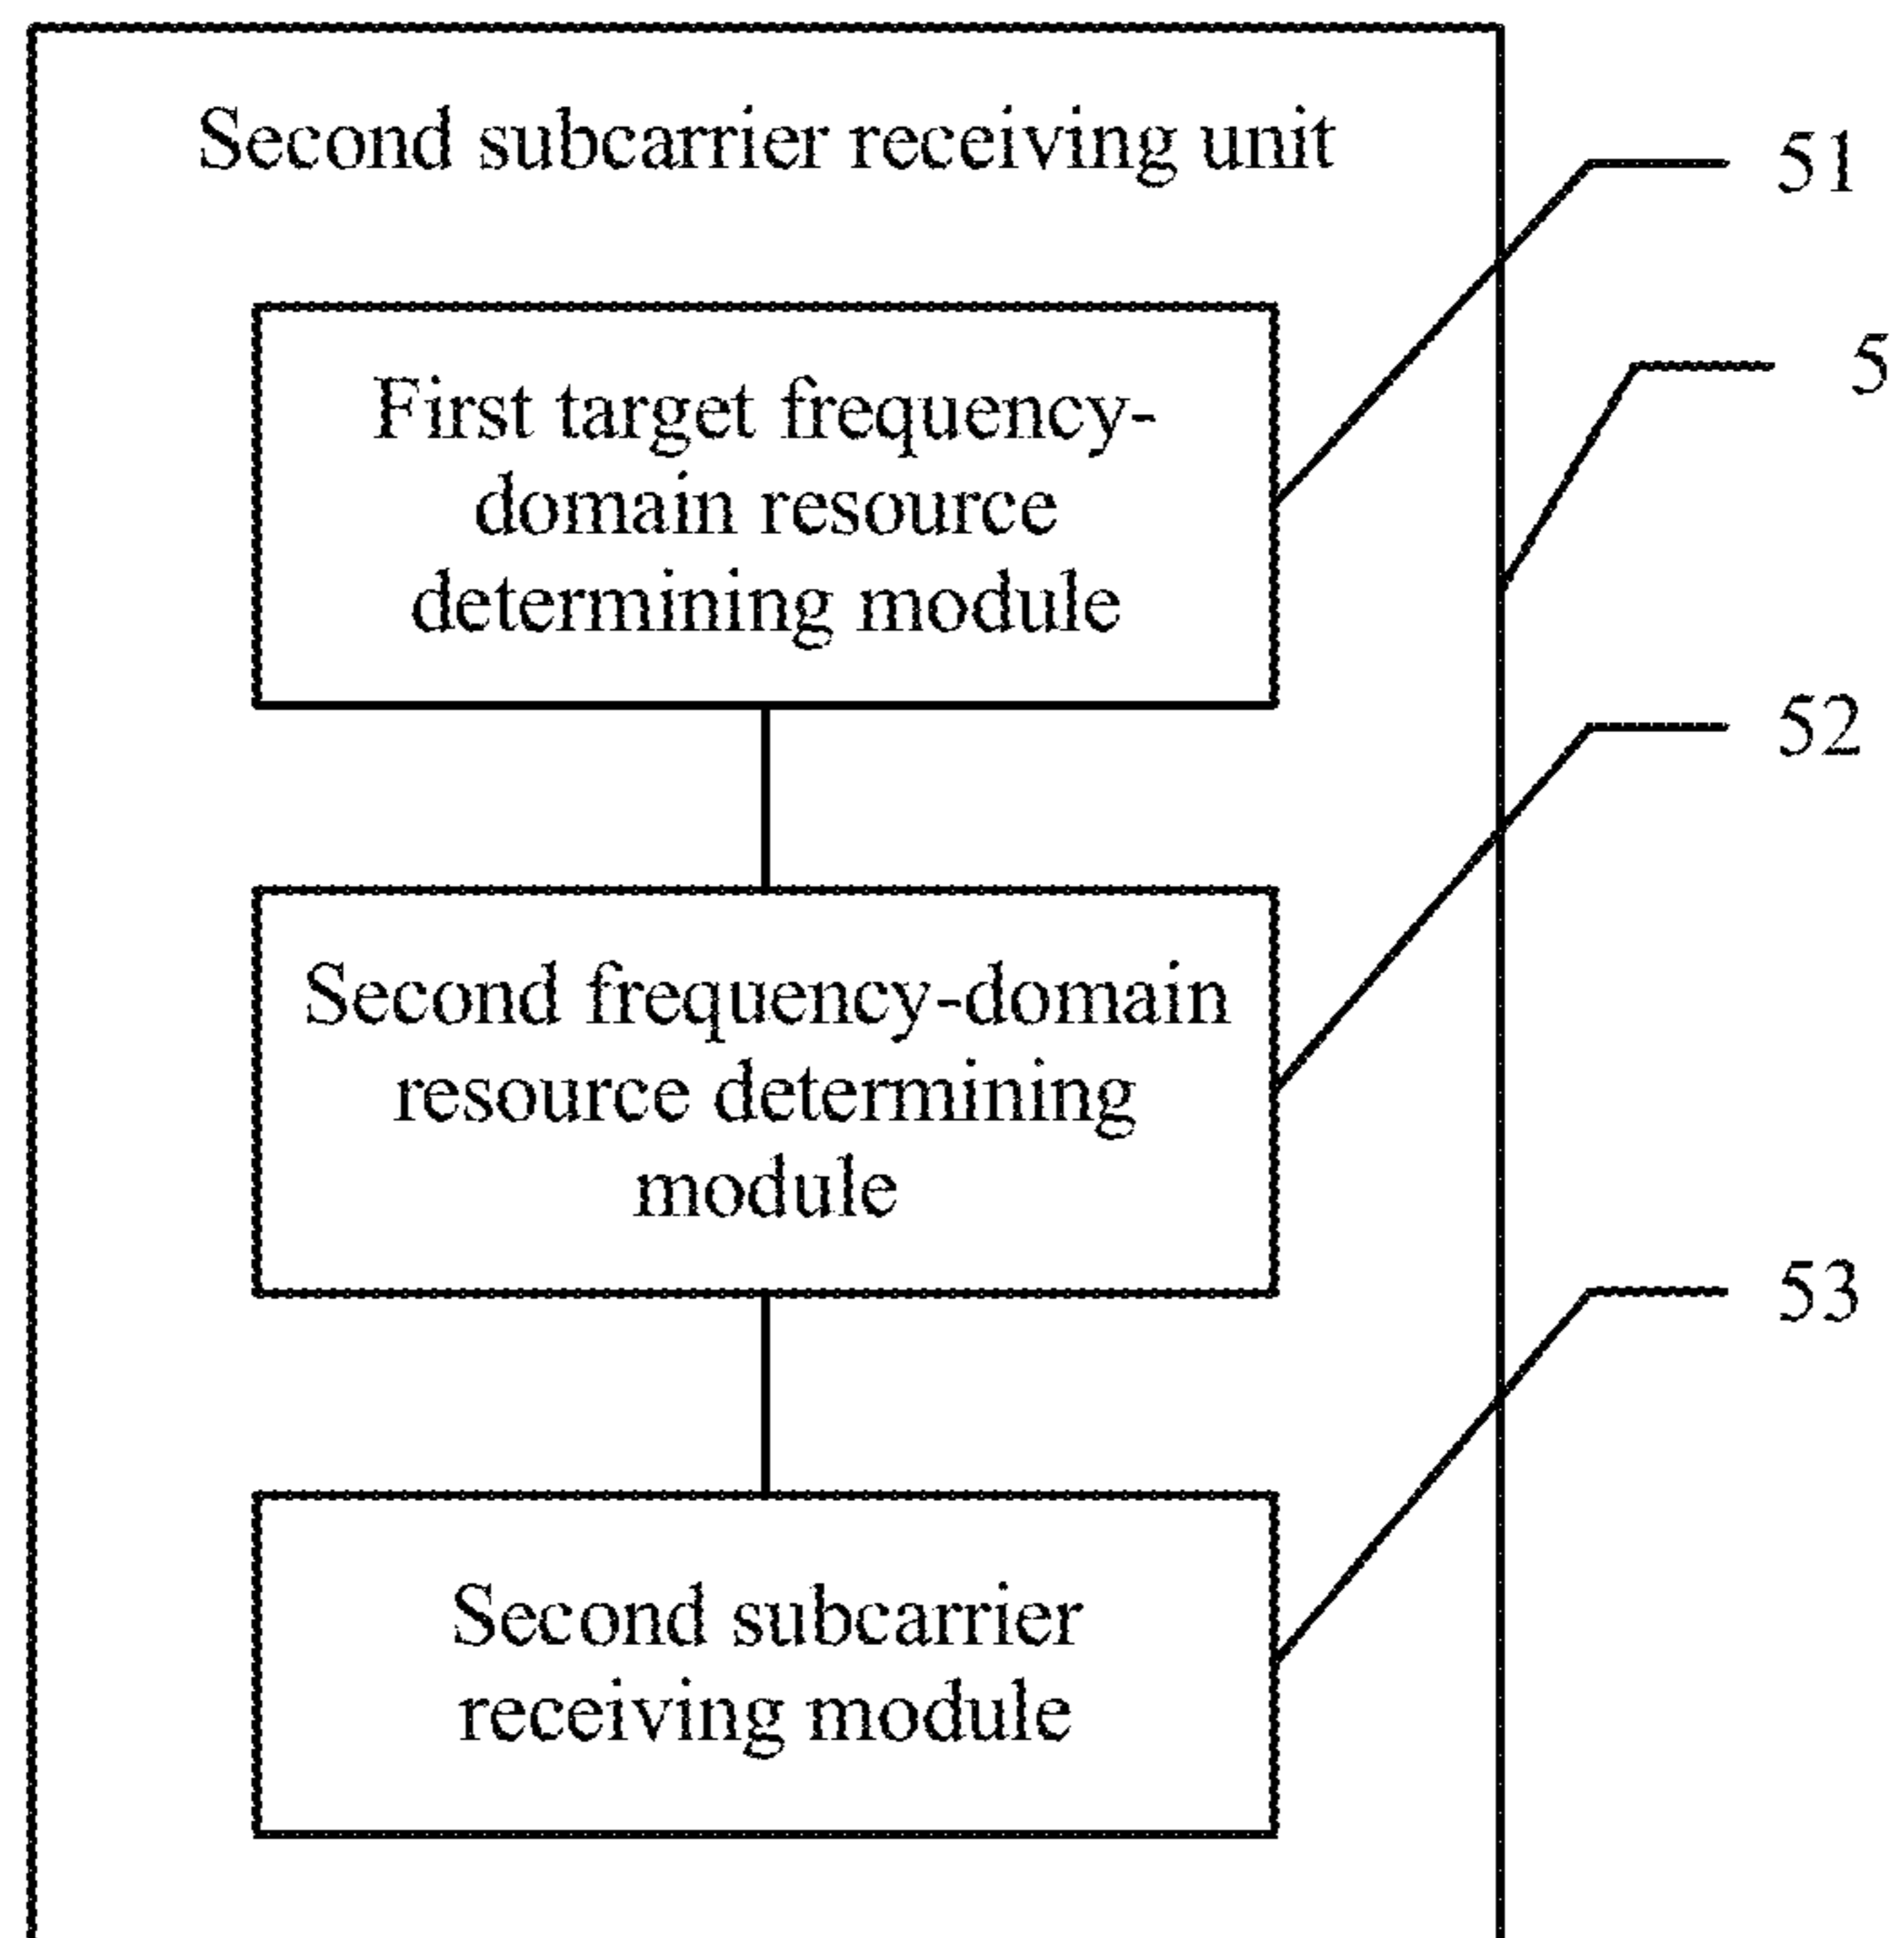 Second subcarrier receiving unit
51
First target frequency-
domain resource
determining module
5
52
Second frequency-domain
resource determining
module
53
Second subcarrier
receiving module